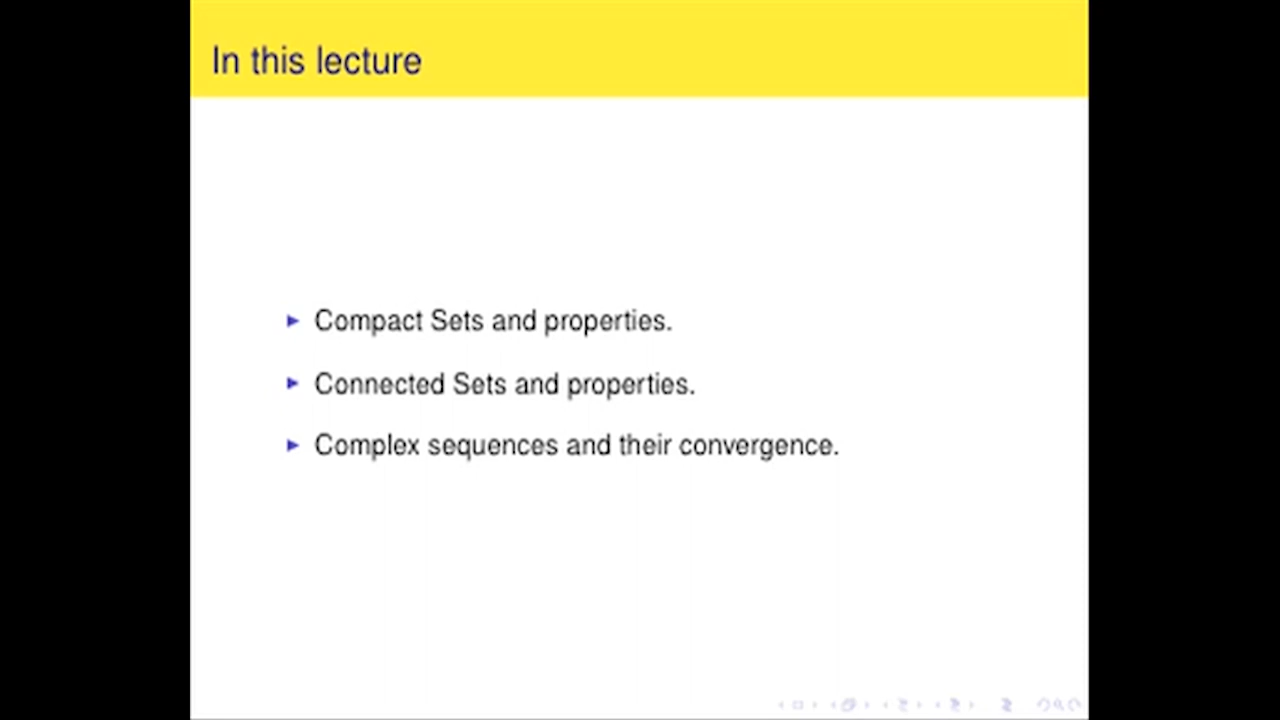 In this lecture
Compact Sets and properties.
Connected Sets and properties.
Complex sequences and their convergence.